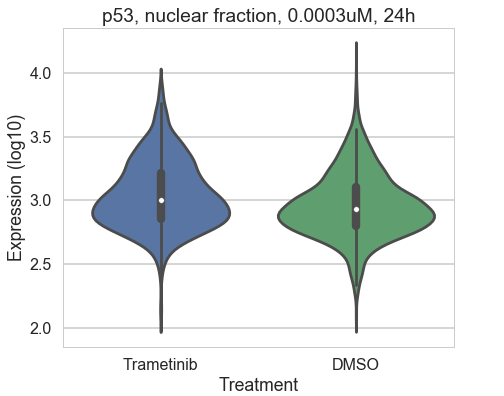 p53, nuclear fraction, 0.0003uM, 24h
Expression (log10)
4.0
3.5
3.0
2.5
2.0
Trametinib DMSO
Treatment